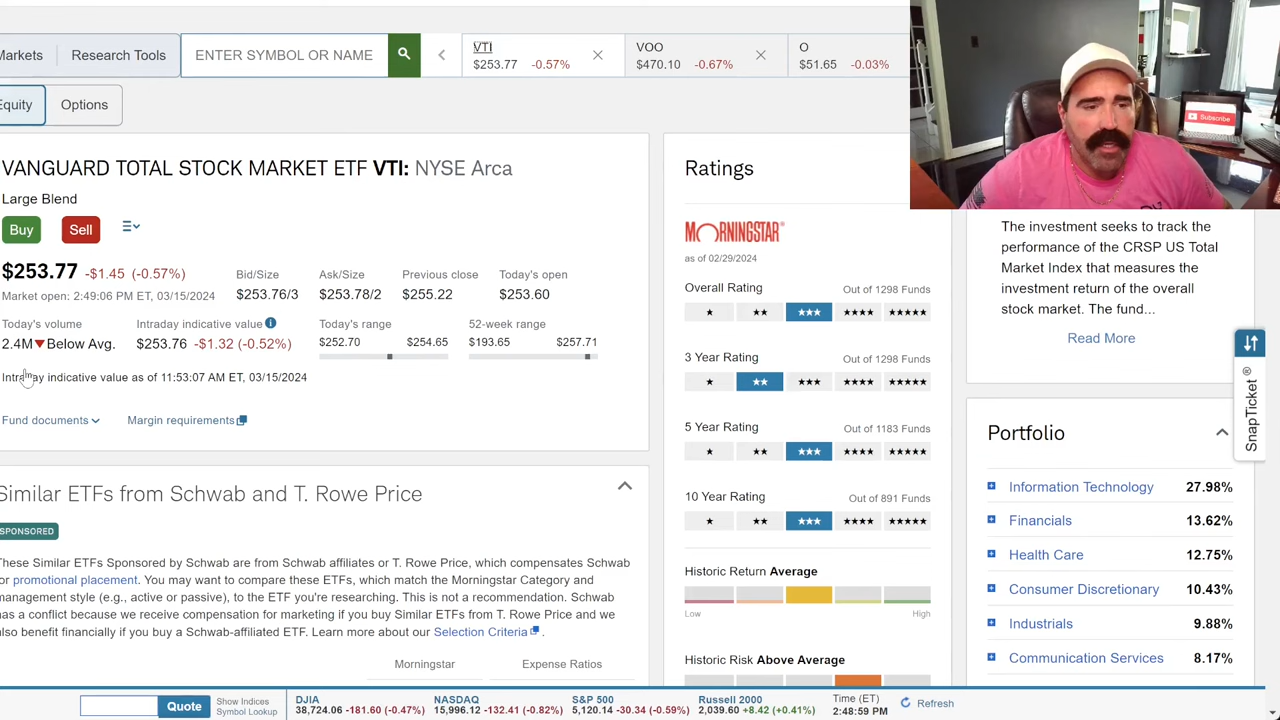 Markets
Research Tools
ENTER SYMBOL OR NAME
VTI
$253.77 -0.57%
VOO
$470.10 -0.67%
O
$51.65 -0.03%
Equity
Options
VANGUARD TOTAL STOCK MARKET ETF VTI: NYSE Arca
Large Blend
Buy
Sell
$253.77 -$1.45 (-0.57%)
Market open: 2:49:06 PM ET, 03/15/2024
Bid/Size
$253.76/3
Ask/Size
$253.78/2
Previous close
$255.22
Today's open
$253.60
Today's volume
2.4M Below Avg.
Intraday indicative value
$253.76 -$1.32 (-0.52%)
Today's range
$252.70 $254.65
52-week range
$193.65 $257.71
Intraday indicative value as of 11:53:07 AM ET, 03/15/2024
Fund documents
Margin requirements
Similar ETFs from Schwab and T. Rowe Price
SPONSORED
These Similar ETFs Sponsored by Schwab are from Schwab affiliates or T. Rowe Price, which compensates Schwab
for promotional placement. You may want to compare these ETFs, which match the Morningstar Category and
management style (e.g., active or passive), to the ETF you're researching. This is not a recommendation. Schwab
has a conflict because we receive compensation for marketing if you buy Similar ETFs from T. Rowe Price and we
also benefit financially if you buy a Schwab-affiliated ETF. Learn more about our Selection Criteria.
Morningstar
Expense Ratios
Ratings
MORNINGSTAR®
as of 02/29/2024
Overall Rating Out of 1298 Funds
★ ★★ ★★★ ★★★★ ★★★★★
3 Year Rating Out of 1298 Funds
★ ★★ ★★★ ★★★★ ★★★★★
5 Year Rating Out of 1183 Funds
★ ★★ ★★★ ★★★★ ★★★★★
10 Year Rating Out of 891 Funds
★ ★★ ★★★ ★★★★ ★★★★★
Historic Return Average
Low High
Historic Risk Above Average
Subscribe
The investment seeks to track the
performance of the CRSP US Total
Market Index that measures the
investment return of the overall
stock market. The fund...
Read More
SnapTicket®
Portfolio
Information Technology 27.98%
Financials 13.62%
Health Care 12.75%
Consumer Discretionary 10.43%
Industrials 9.88%
Communication Services 8.17%
Quote
Show Indices
Symbol Lookup
DJIA
38,724.06 -181.60 (-0.47%)
NASDAQ
15,996.12 -132.41 (-0.82%)
S&P 500
5,120.14 -30.34 (-0.59%)
Russell 2000
2,039.60 +8.42 (+0.41%)
Time (ET)
2:48:59 PM
Refresh